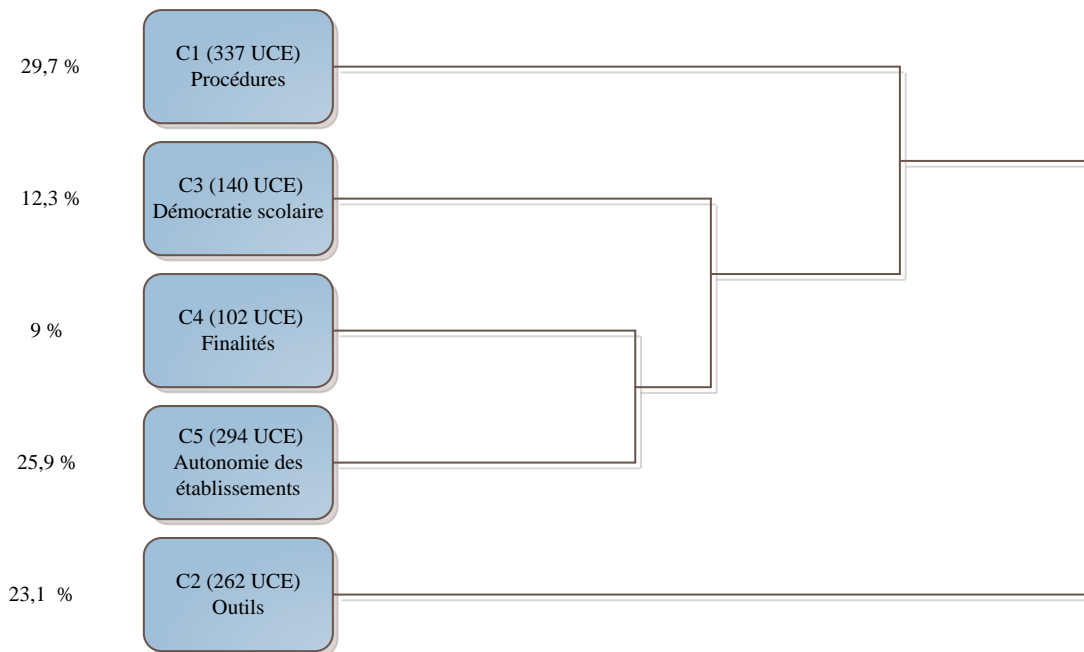 29,7 %
C1 (337 UCE)
Procédures
12,3 %
C3 (140 UCE)
Démocratie scolaire
9 %
C4 (102 UCE)
Finalités
25,9 %
C5 (294 UCE)
Autonomie des
établissements
23,1  %
C2 (262 UCE)
Outils